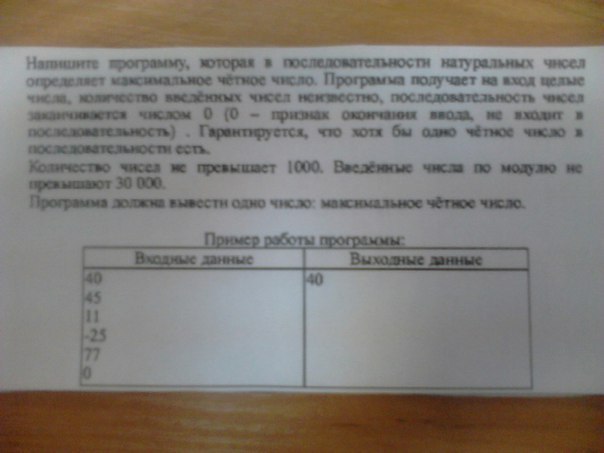 Напишите программу, которая в последовательности натуральных чисел
определяет максимальное чётное число. Программа получает на вход целые
числа, количество введённых чисел неизвестно, последовательность чисел
заканчивается числом 0 (0 – признак окончания ввода, не входит в
последовательность) . Гарантируется, что хотя бы одно чётное число в
последовательности есть.
Количество чисел не превышает 1000. Введённые числа по модулю не
превышают 30 000.
Программа должна вывести одно число: максимальное чётное число.
Пример работы программы:
Входные данные Выходные данные
40 40
45
11
-25
77
0